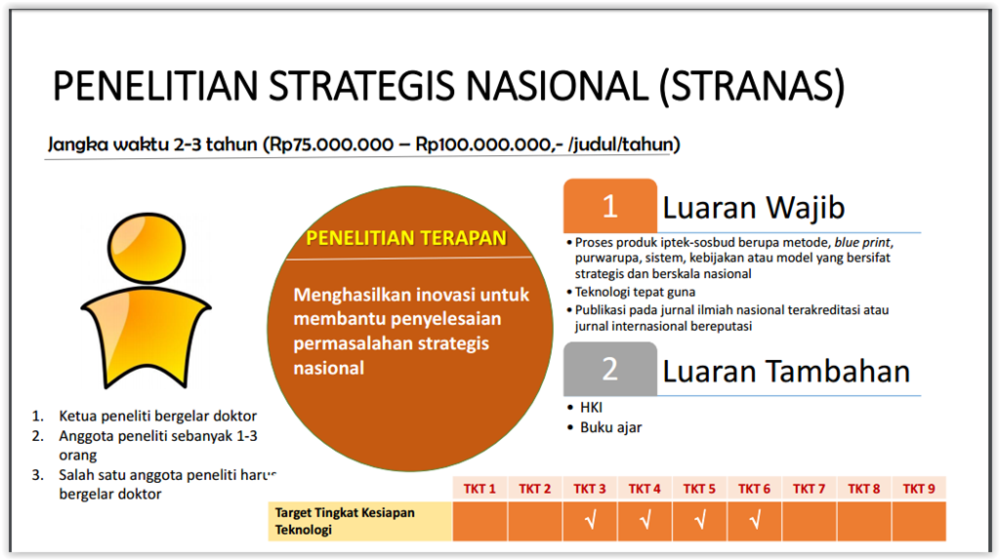 PENELITIAN STRATEGIS NASIONAL (STRANAS)
Jangka waktu 2-3 tahun (Rp75.000.000 – Rp100.000.000,- /judul/tahun)
1. Ketua peneliti bergelar doktor
2. Anggota peneliti sebanyak 1-3
orang
3. Salah satu anggota peneliti harus
bergelar doktor
PENELITIAN TERAPAN
Menghasilkan inovasi untuk
membantu penyelesaian
permasalahan strategis
nasional
1 Luaran Wajib
• Proses produk iptek-sosbud berupa metode, blue print,
purwarupa, sistem, kebijakan atau model yang bersifat
strategis dan berskala nasional
• Teknologi tepat guna
• Publikasi pada jurnal ilmiah nasional terakreditasi atau
jurnal internasional bereputasi
2 Luaran Tambahan
• HKI
• Buku ajar
TKT 1 TKT 2 TKT 3 TKT 4 TKT 5 TKT 6 TKT 7 TKT 8 TKT 9
Target Tingkat Kesiapan
Teknologi
√ √ √ √